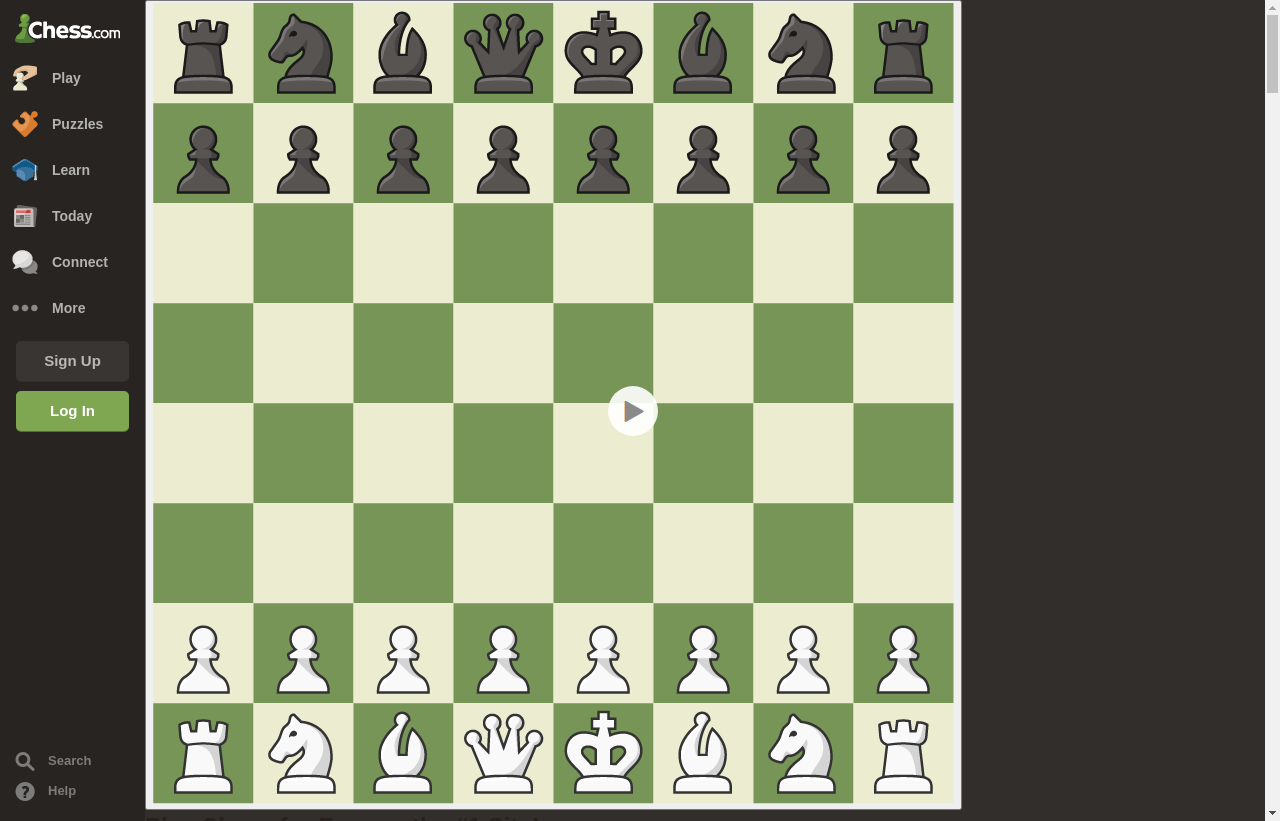 Chess.com
Play
Puzzles
Learn
Today
Connect
More
Sign Up
Log In
Search
Help